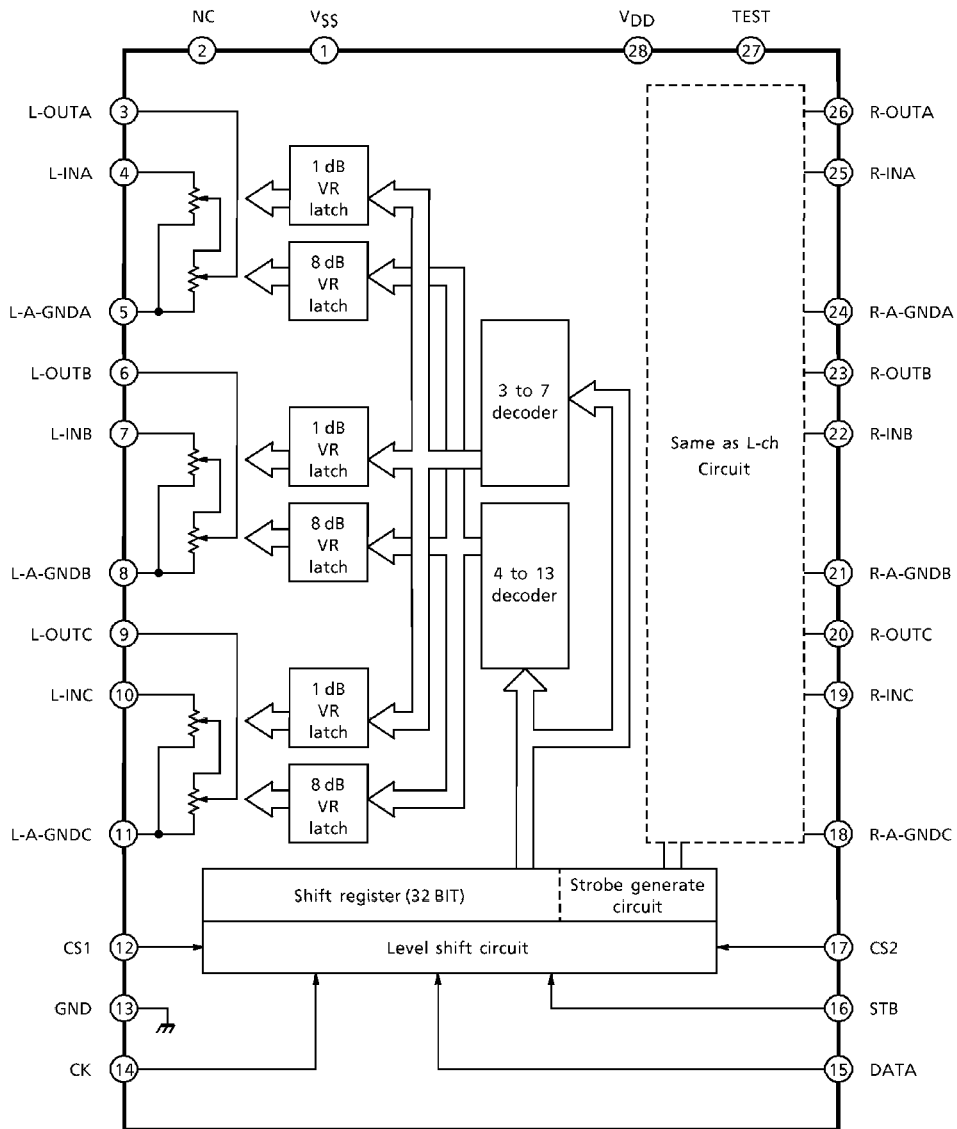 NC
VSS
VDD
TEST
2
1
28
27
L-OUTA
3
26
R-OUTA
L-INA
4
25
R-INA
1 dB
VR
latch
8 dB
VR
latch
L-A-GNDA
5
24
R-A-GNDA
L-OUTB
6
23
R-OUTB
3 to 7
decoder
L-INB
7
22
R-INB
1 dB
VR
latch
Same as L-ch
Circuit
8 dB
VR
latch
4 to 13
decoder
L-A-GNDB
8
21
R-A-GNDB
L-OUTC
9
20
R-OUTC
L-INC
10
19
R-INC
1 dB
VR
latch
8 dB
VR
latch
L-A-GNDC
11
18
R-A-GNDC
Shift register (32 BIT)
Strobe generate
circuit
CS1
12
Level shift circuit
17
CS2
GND
13
16
STB
CK
14
15
DATA